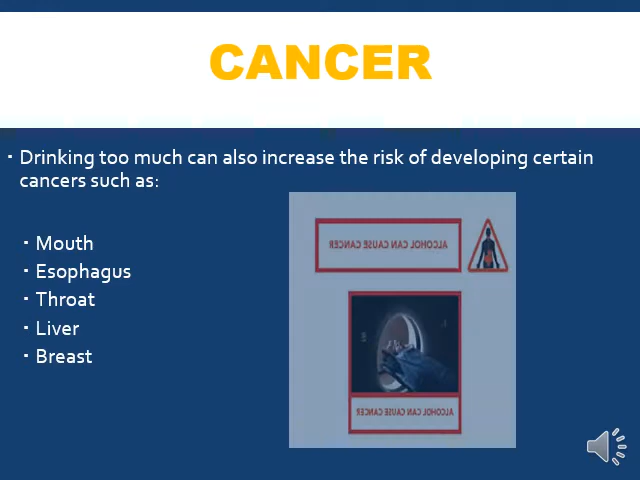 CANCER
Drinking too much can also increase the risk of developing certain
cancers such as:
Mouth
Esophagus
Throat
Liver
Breast
ALCOHOL CAN CAUSE CANCER
ALCOHOL CAN CAUSE CANCER